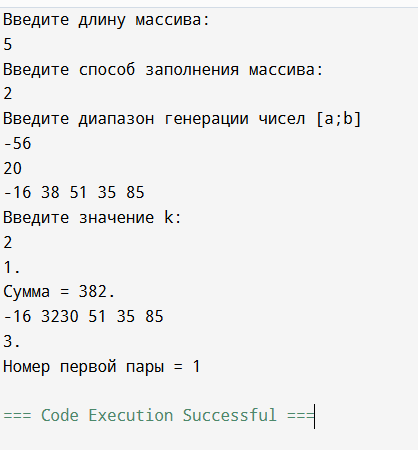 Введите длину массива:
5
Введите способ заполнения массива:
2
Введите диапазон генерации чисел [a;b]
-56
20
-16 38 51 35 85
Введите значение k:
2
1.
Сумма = 382.
-16 3230 51 35 85
3.
Номер первой пары = 1
=== Code Execution Successful ===